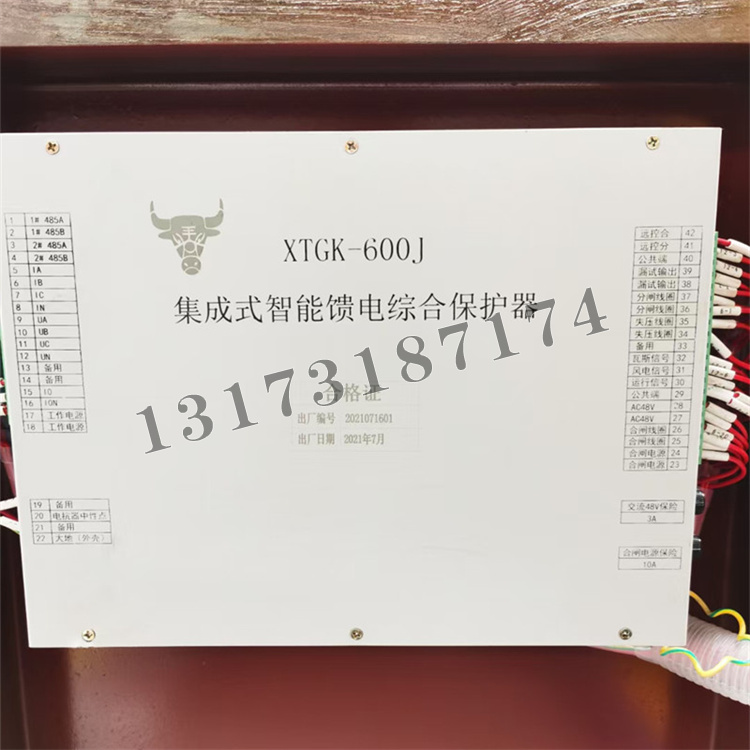 XTGK-600J
集成式智能馈电综合保护器
13173187174
合格证
出厂编号 2021071601
出厂日期 2021年7月
1 1# 485A
2 1# 485B
3 2# 485A
4 2# 485B
5 IA
6 IB
7 IC
8 IN
9 UA
10 UB
11 UC
12 UN
13 备用
14 备用
15 IO
16 ION
17 工作电源
18 工作电源
19 备用
20 电抗器中性点
21 备用
22 大地(外壳)
远控合 42
远控分 41
公共端 40
漏试输出 39
漏试输出 38
分闸线圈 37
分闸线圈 36
失压线圈 35
失压线圈 34
备用 33
瓦斯信号 32
风电信号 31
运行信号 30
公共端 29
AC48V 28
AC48V 27
合闸线圈 26
合闸线圈 25
合闸电源 24
合闸电源 23
交流48V保险
3A
合闸电源保险
10A